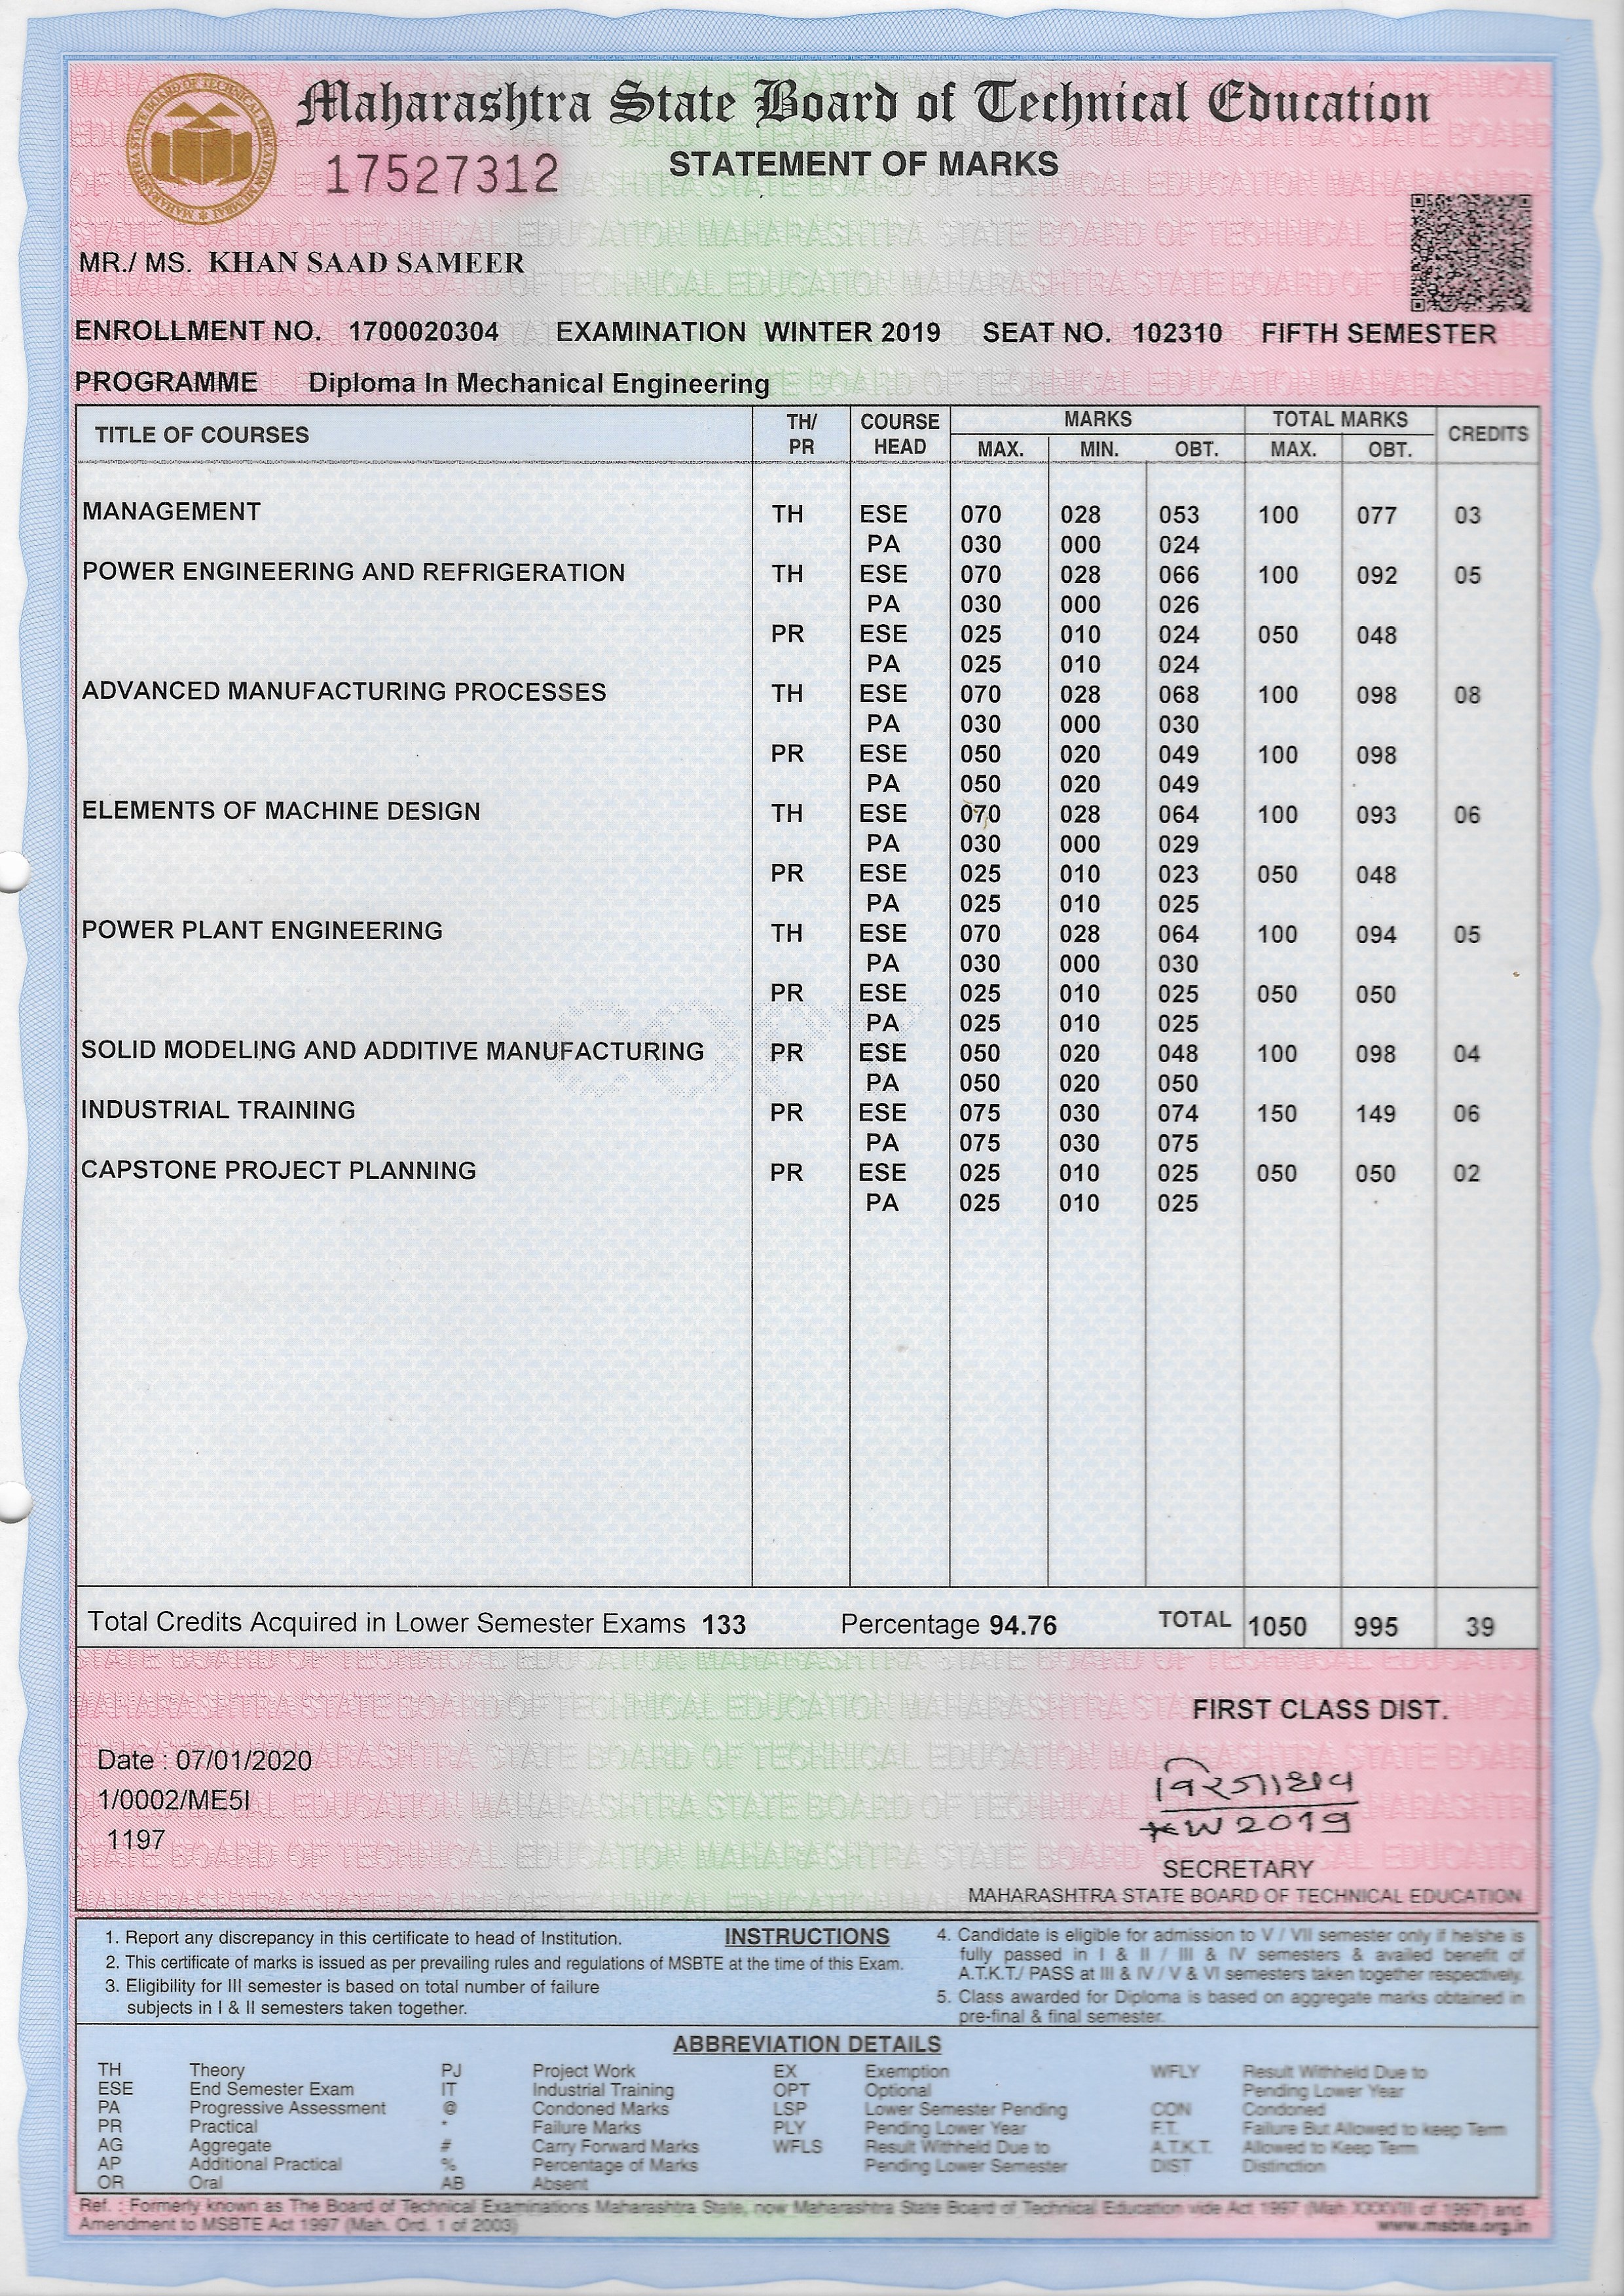 Maharashtra State Board of Technical Education
17527312 STATEMENT OF MARKS
MR./ MS. KHAN SAAD SAMEER
ENROLLMENT NO. 1700020304 EXAMINATION WINTER 2019 SEAT NO. 102310 FIFTH SEMESTER
PROGRAMME Diploma In Mechanical Engineering
TITLE OF COURSES TH/ PR COURSE HEAD MARKS TOTAL MARKS CREDITS
MAX. MIN. OBT. MAX. OBT.
MANAGEMENT TH ESE 070 028 053 100 077 03
PA 030 000 024
POWER ENGINEERING AND REFRIGERATION TH ESE 070 028 066 100 092 05
PA 030 000 026
PR ESE 025 010 024 050 048
PA 025 010 024
ADVANCED MANUFACTURING PROCESSES TH ESE 070 028 068 100 098 08
PA 030 000 030
PR ESE 050 020 049 100 098
PA 050 020 049
ELEMENTS OF MACHINE DESIGN TH ESE 070 028 064 100 093 06
PA 030 000 029
PR ESE 025 010 023 050 048
PA 025 010 025
POWER PLANT ENGINEERING TH ESE 070 028 064 100 094 05
PA 030 000 030
PR ESE 025 010 025 050 050
PA 025 010 025
SOLID MODELING AND ADDITIVE MANUFACTURING PR ESE 050 020 048 100 098 04
PA 050 020 050
INDUSTRIAL TRAINING PR ESE 075 030 074 150 149 06
PA 075 030 075
CAPSTONE PROJECT PLANNING PR ESE 025 010 025 050 050 02
PA 025 010 025
Total Credits Acquired in Lower Semester Exams 133 Percentage 94.76 TOTAL 1050 995 39
FIRST CLASS DIST.
Date : 07/01/2020
1/0002/ME5I
1197
W 2019
SECRETARY
MAHARASHTRA STATE BOARD OF TECHNICAL EDUCATION
INSTRUCTIONS
1. Report any discrepancy in this certificate to head of Institution.
2. This certificate of marks is issued as per prevailing rules and regulations of MSBTE at the time of this Exam.
3. Eligibility for III semester is based on total number of failure
subjects in I & II semesters taken together.
4. Candidate is eligible for admission to V / VII semester only if he/she is
fully passed in I & II / III & IV semesters & availed benefit of
A.T.K.T./ PASS at III & IV / V & VI semesters taken together respectively.
5. Class awarded for Diploma is based on aggregate marks obtained in
pre-final & final semester.
ABBREVIATION DETAILS
TH Theory PJ Project Work EX Exemption WFLY Result Withheld Due to
ESE End Semester Exam IT Industrial Training OPT Optional Pending Lower Year
PA Progressive Assessment @ Condoned Marks LSP Lower Semester Pending CON Condoned
PR Practical * Failure Marks PLY Pending Lower Year F.T. Failure But Allowed to keep Term
AG Aggregate # Carry Forward Marks WFLS Result Withheld Due to A.T.K.T. Allowed to Keep Term
AP Additional Practical % Percentage of Marks Pending Lower Semester DIST Distinction
OR Oral AB Absent
Ref. : Formerly known as The Board of Technical Examinations Maharashtra State, now Maharashtra State Board of Technical Education vide Act 1997 (Mah. XXXVIII of 1997) and
Amendment to MSBTE Act 1997 (Mah. Ord. 1 of 2003) www.msbte.org.in